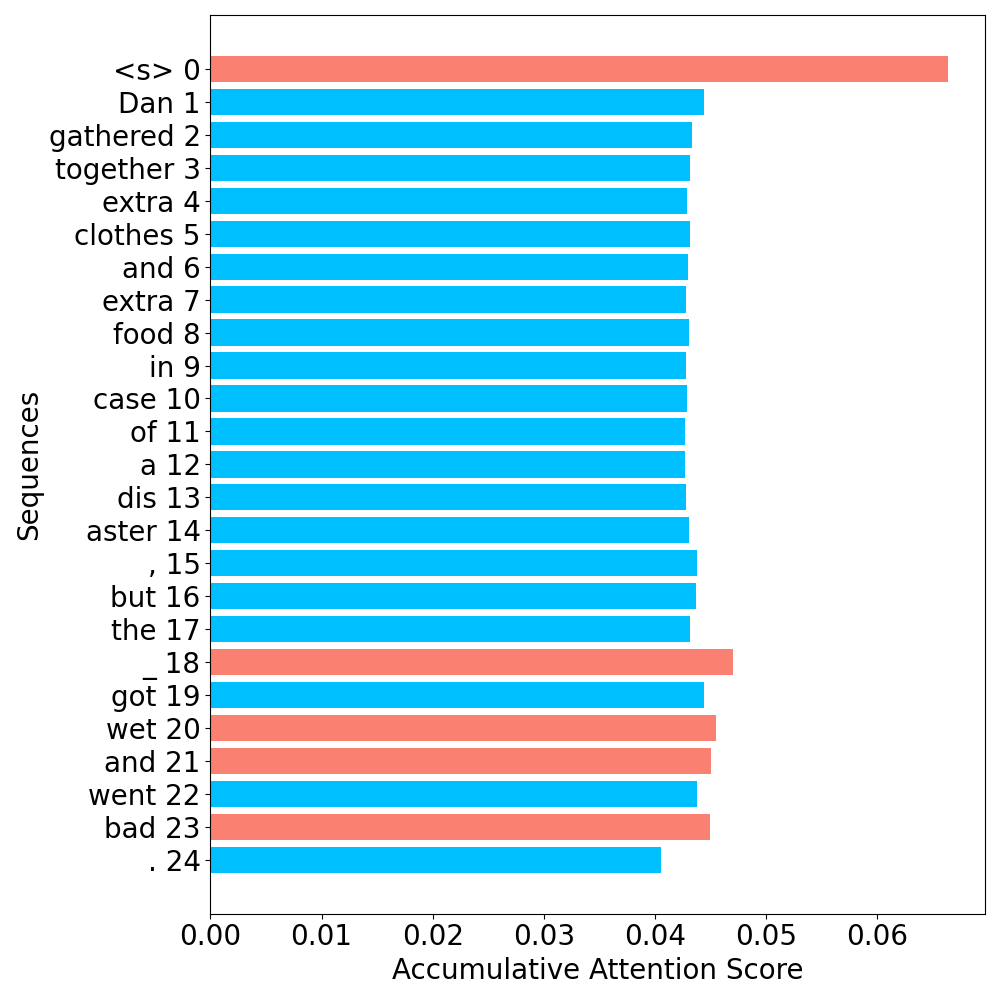 <s> 0
Dan 1
gathered 2
together 3
extra 4
clothes 5
and 6
extra 7
food 8
in 9
case 10
of 11
a 12
dis 13
aster 14
, 15
but 16
the 17
_ 18
got 19
wet 20
and 21
went 22
bad 23
. 24
Sequences
0.00 0.01 0.02 0.03 0.04 0.05 0.06
Accumulative Attention Score